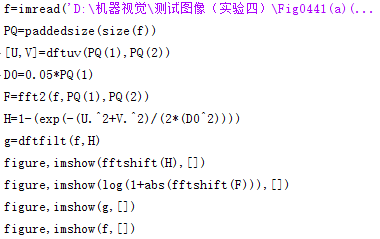 f=imread('D:\机器视觉\测试图像（实验四）\Fig0441(a)(...
PQ=paddedsize(size(f))
[U,V]=dftuv(PQ(1),PQ(2))
D0=0.05*PQ(1)
F=fft2(f,PQ(1),PQ(2))
H=1-(exp(-(U.^2+V.^2)/(2*(D0^2))))
g=dftfilt(f,H)
figure,imshow(fftshift(H),[])
figure,imshow(log(1+abs(fftshift(F))),[])
figure,imshow(g,[])
figure,imshow(f,[])